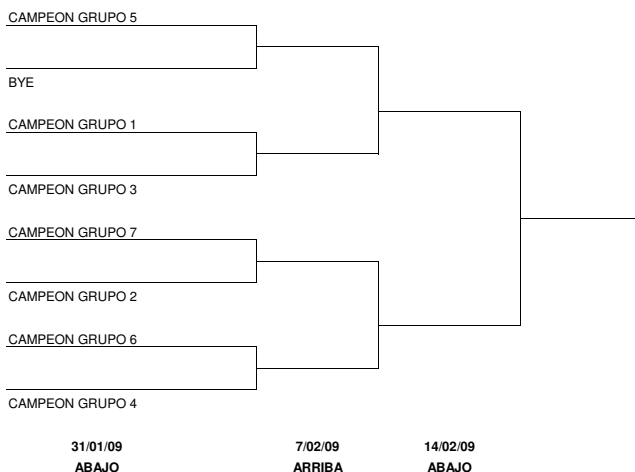 CAMPEON GRUPO 5
BYE
CAMPEON GRUPO 1
CAMPEON GRUPO 3
CAMPEON GRUPO 7
CAMPEON GRUPO 2
CAMPEON GRUPO 6
CAMPEON GRUPO 4
31/01/09 7/02/09 14/02/09
ABAJO ARRIBA ABAJO